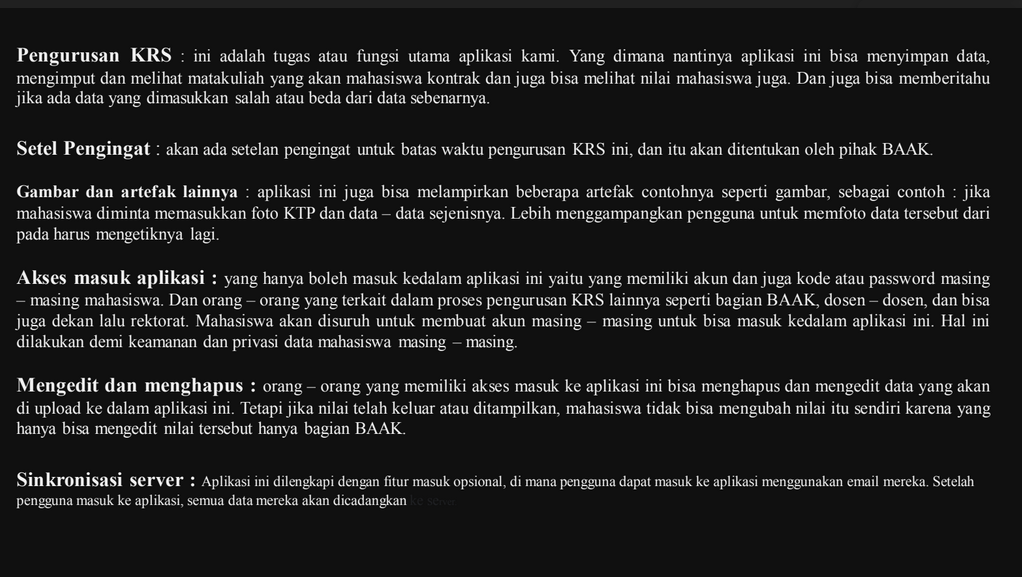 Pengurusan KRS : ini adalah tugas atau fungsi utama aplikasi kami. Yang dimana nantinya aplikasi ini bisa menyimpan data,
mengimput dan melihat matakuliah yang akan mahasiswa kontrak dan juga bisa melihat nilai mahasiswa juga. Dan juga bisa memberitahu
jika ada data yang dimasukkan salah atau beda dari data sebenarnya.
Setel Pengingat : akan ada setelan pengingat untuk batas waktu pengurusan KRS ini, dan itu akan ditentukan oleh pihak BAAK.
Gambar dan artefak lainnya : aplikasi ini juga bisa melampirkan beberapa artefak contohnya seperti gambar, sebagai contoh : jika
mahasiswa diminta memasukkan foto KTP dan data – data sejenisnya. Lebih menggampangkan pengguna untuk memfoto data tersebut dari
pada harus mengetiknya lagi.
Akses masuk aplikasi : yang hanya boleh masuk kedalam aplikasi ini yaitu yang memiliki akun dan juga kode atau password masing
– masing mahasiswa. Dan orang – orang yang terkait dalam proses pengurusan KRS lainnya seperti bagian BAAK, dosen – dosen, dan bisa
juga dekan lalu rektorat. Mahasiswa akan disuruh untuk membuat akun masing – masing untuk bisa masuk kedalam aplikasi ini. Hal ini
dilakukan demi keamanan dan privasi data mahasiswa masing – masing.
Mengedit dan menghapus : orang – orang yang memiliki akses masuk ke aplikasi ini bisa menghapus dan mengedit data yang akan
di upload ke dalam aplikasi ini. Tetapi jika nilai telah keluar atau ditampilkan, mahasiswa tidak bisa mengubah nilai itu sendiri karena yang
hanya bisa mengedit nilai tersebut hanya bagian BAAK.
Sinkronisasi server : Aplikasi ini dilengkapi dengan fitur masuk opsional, di mana pengguna dapat masuk ke aplikasi menggunakan email mereka. Setelah
pengguna masuk ke aplikasi, semua data mereka akan dicadangkan ke